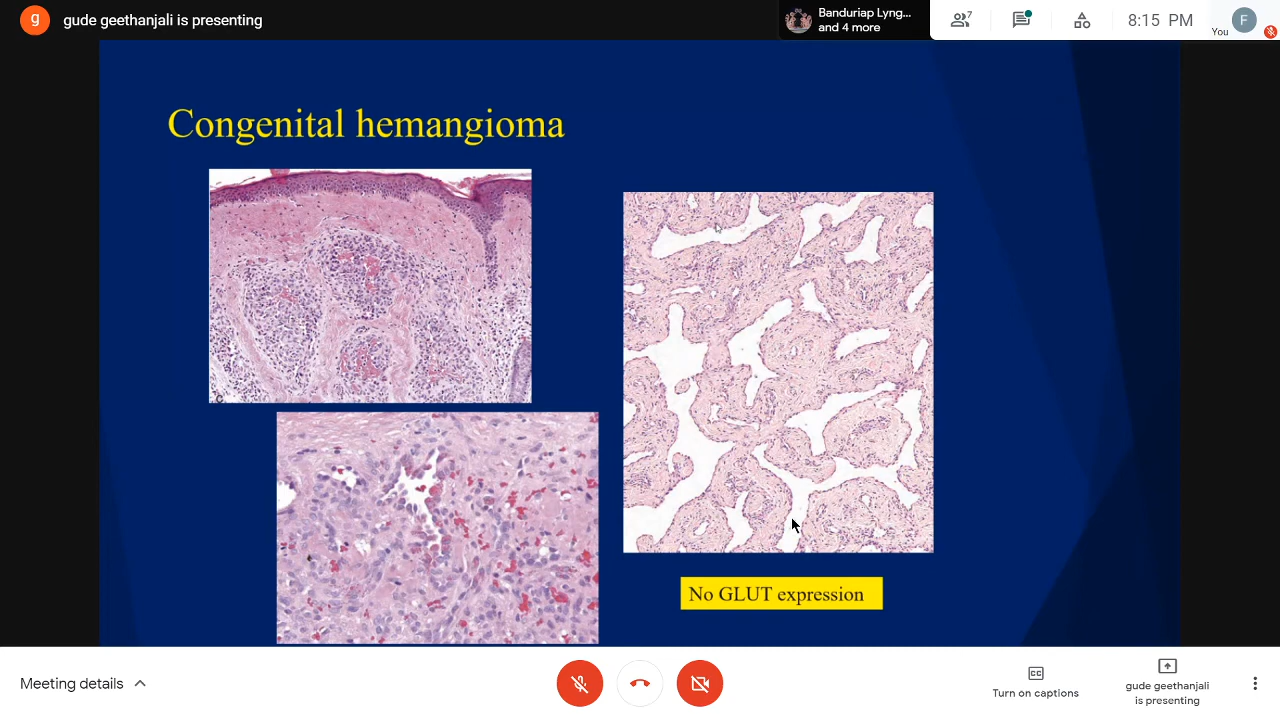 g
gude geethanjali is presenting
Banduriap Lyng...
and 4 more
7
8:15 PM
You
F
Congenital hemangioma
C
No GLUT expression
Meeting details
CC
Turn on captions
gude geethanjali
is presenting